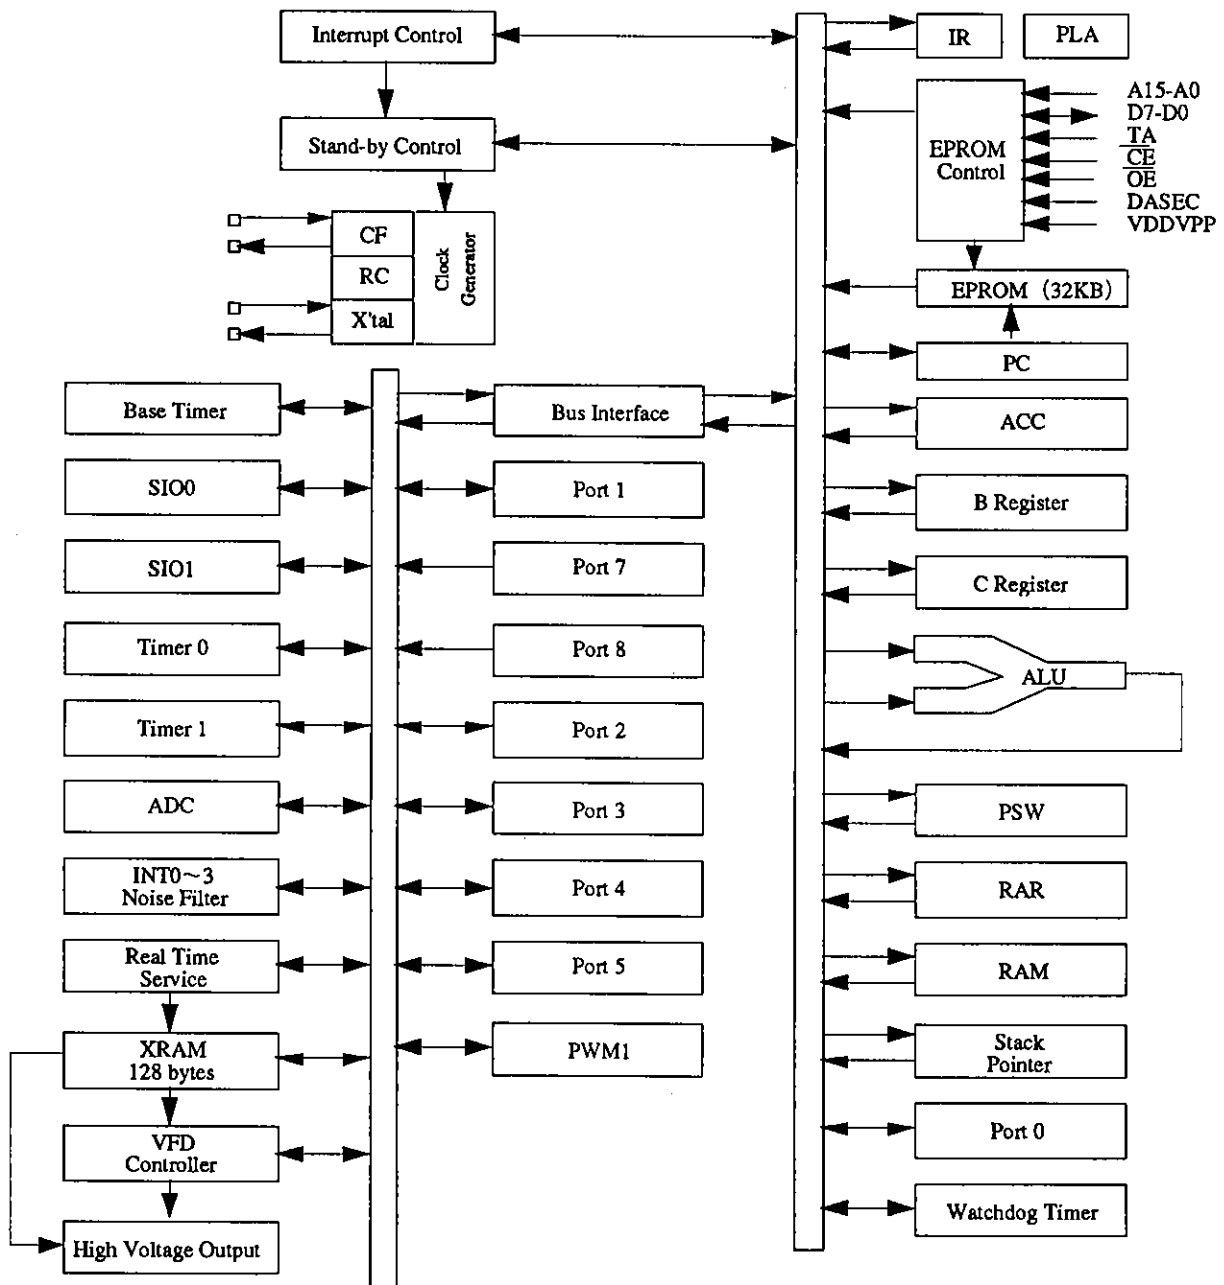 Interrupt Control
IR
PLA
Stand-by Control
EPROM
Control
A15-A0
D7-D0
TA
CE
OE
DASEC
VDDVPP
CF
RC
X'tal
Clock
Generator
EPROM (32KB)
PC
Base Timer
Bus Interface
ACC
SIO0
Port 1
B Register
SIO1
Port 7
C Register
Timer 0
Port 8
ALU
Timer 1
Port 2
ADC
Port 3
PSW
INT0~3
Noise Filter
Port 4
RAR
Real Time
Service
Port 5
RAM
XRAM
128 bytes
PWM1
Stack
Pointer
VFD
Controller
Port 0
High Voltage Output
Watchdog Timer